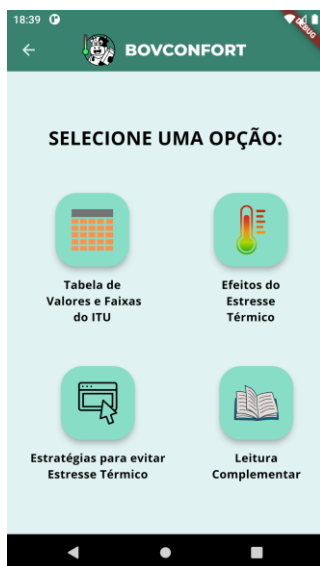 18:39
DEBUG
BOVCONFORT
SELECIONE UMA OPÇÃO:
Tabela de
Valores e Faixas
do ITU
Efeitos do
Estresse
Térmico
Estratégias para evitar
Estresse Térmico
Leitura
Complementar